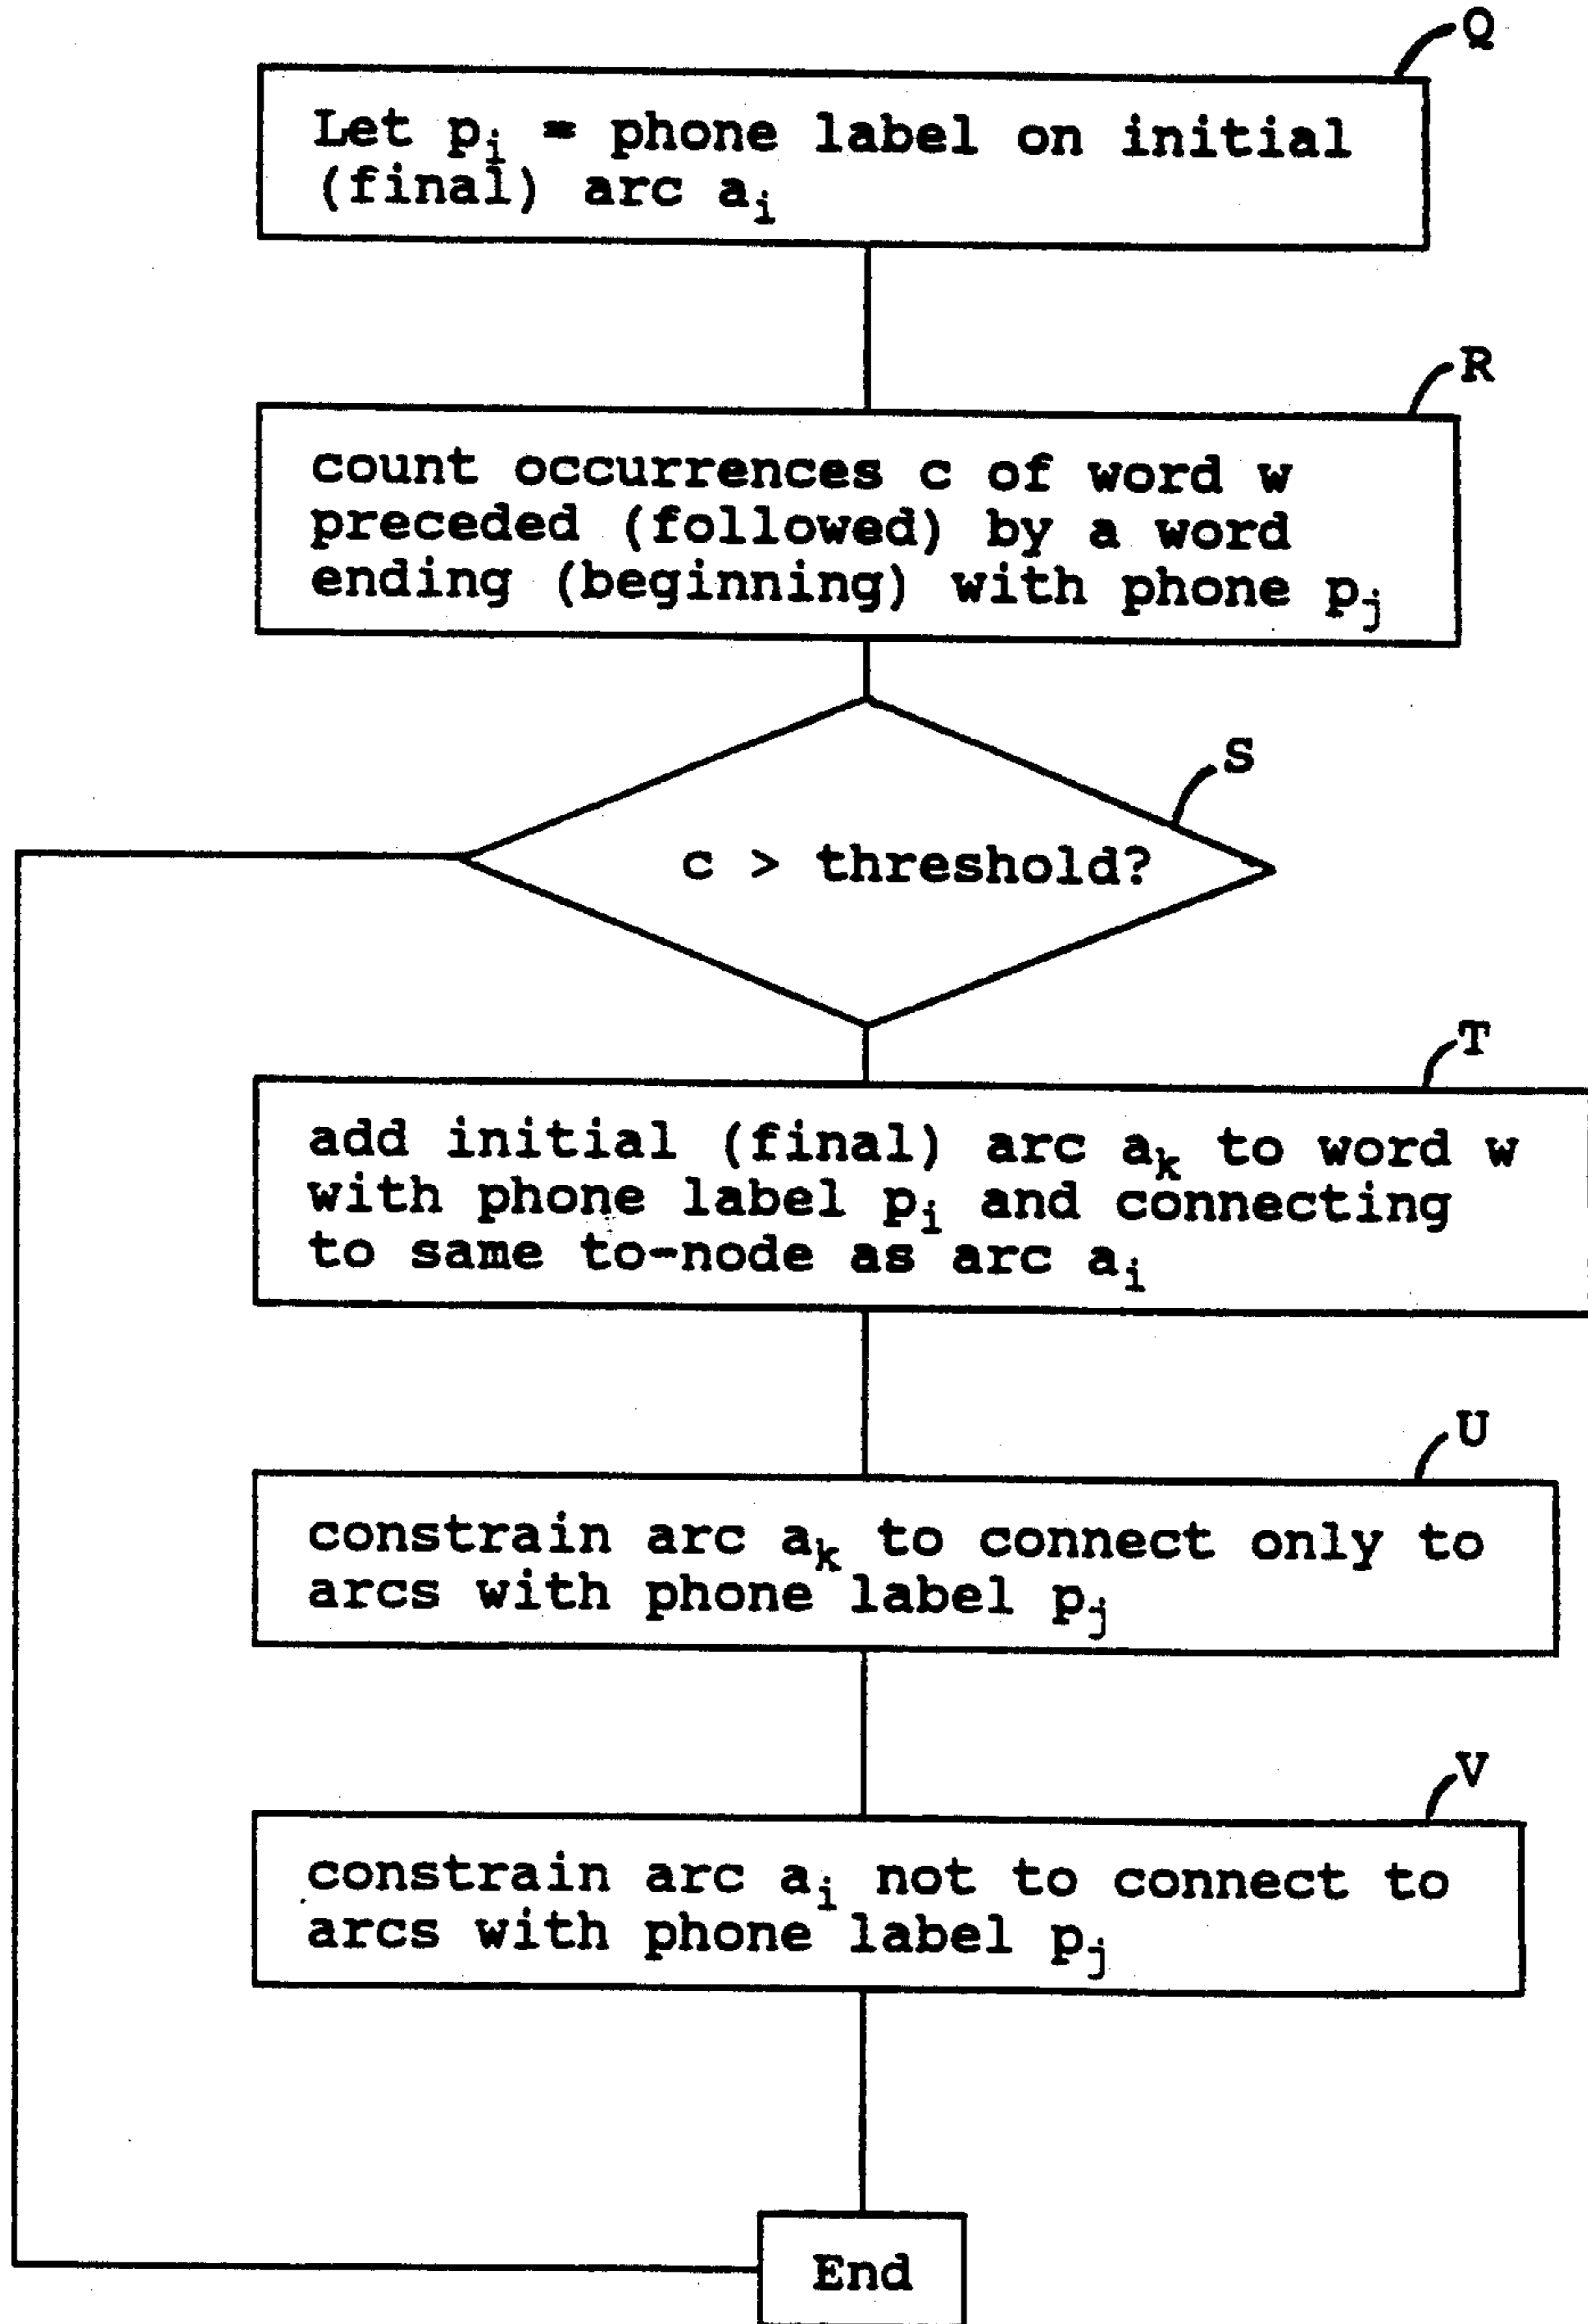 Q
Let pᵢ = phone label on initial
(final) arc aᵢ
R
count occurrences c of word w
preceded (followed) by a word
ending (beginning) with phone pⱼ
S
c > threshold?
T
add initial (final) arc aₖ to word w
with phone label pᵢ and connecting
to same to-node as arc aᵢ
U
constrain arc aₖ to connect only to
arcs with phone label pⱼ
V
constrain arc aᵢ not to connect to
arcs with phone label pⱼ
End